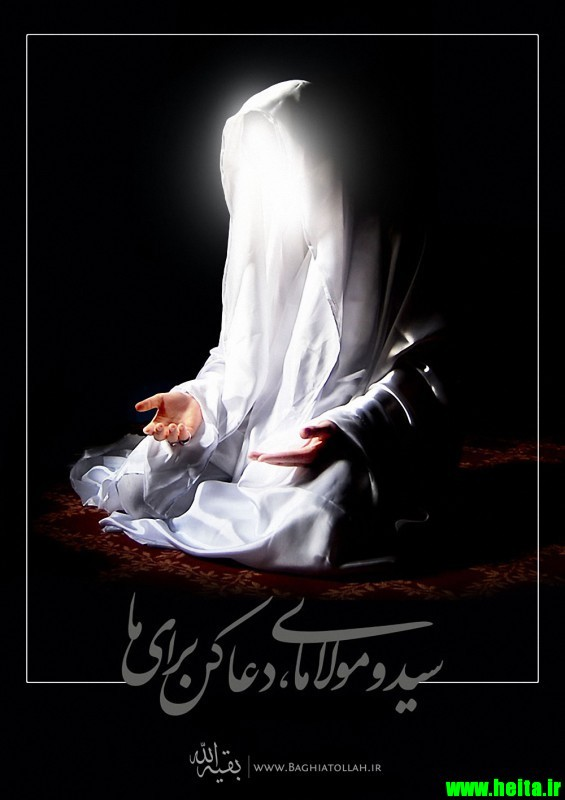 سید و مولای ما، دعا کن برای ما
بقیة الله | www.Baghiatollah.ir
www.heita.ir